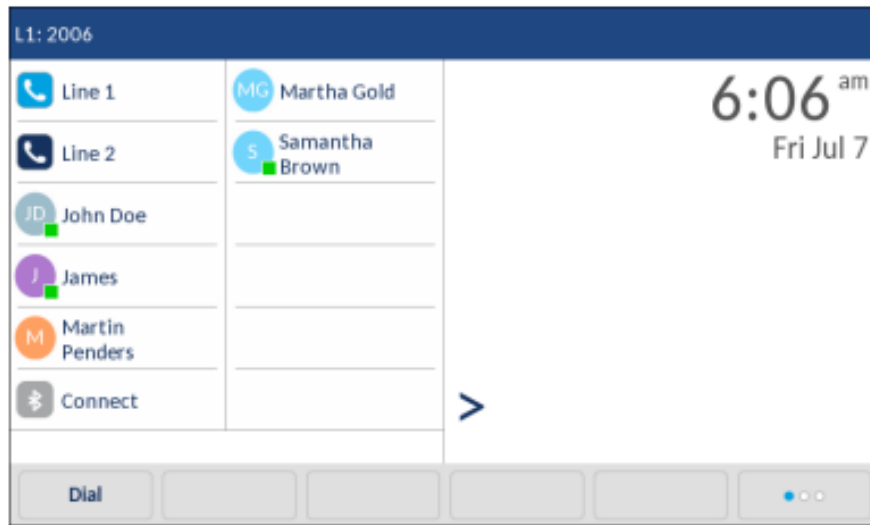 L1: 2006
Line 1
Line 2
JD John Doe
J James
M Martin
Penders
Connect
MG Martha Gold
S Samantha
Brown
6:06 am
Fri Jul 7
>
Dial